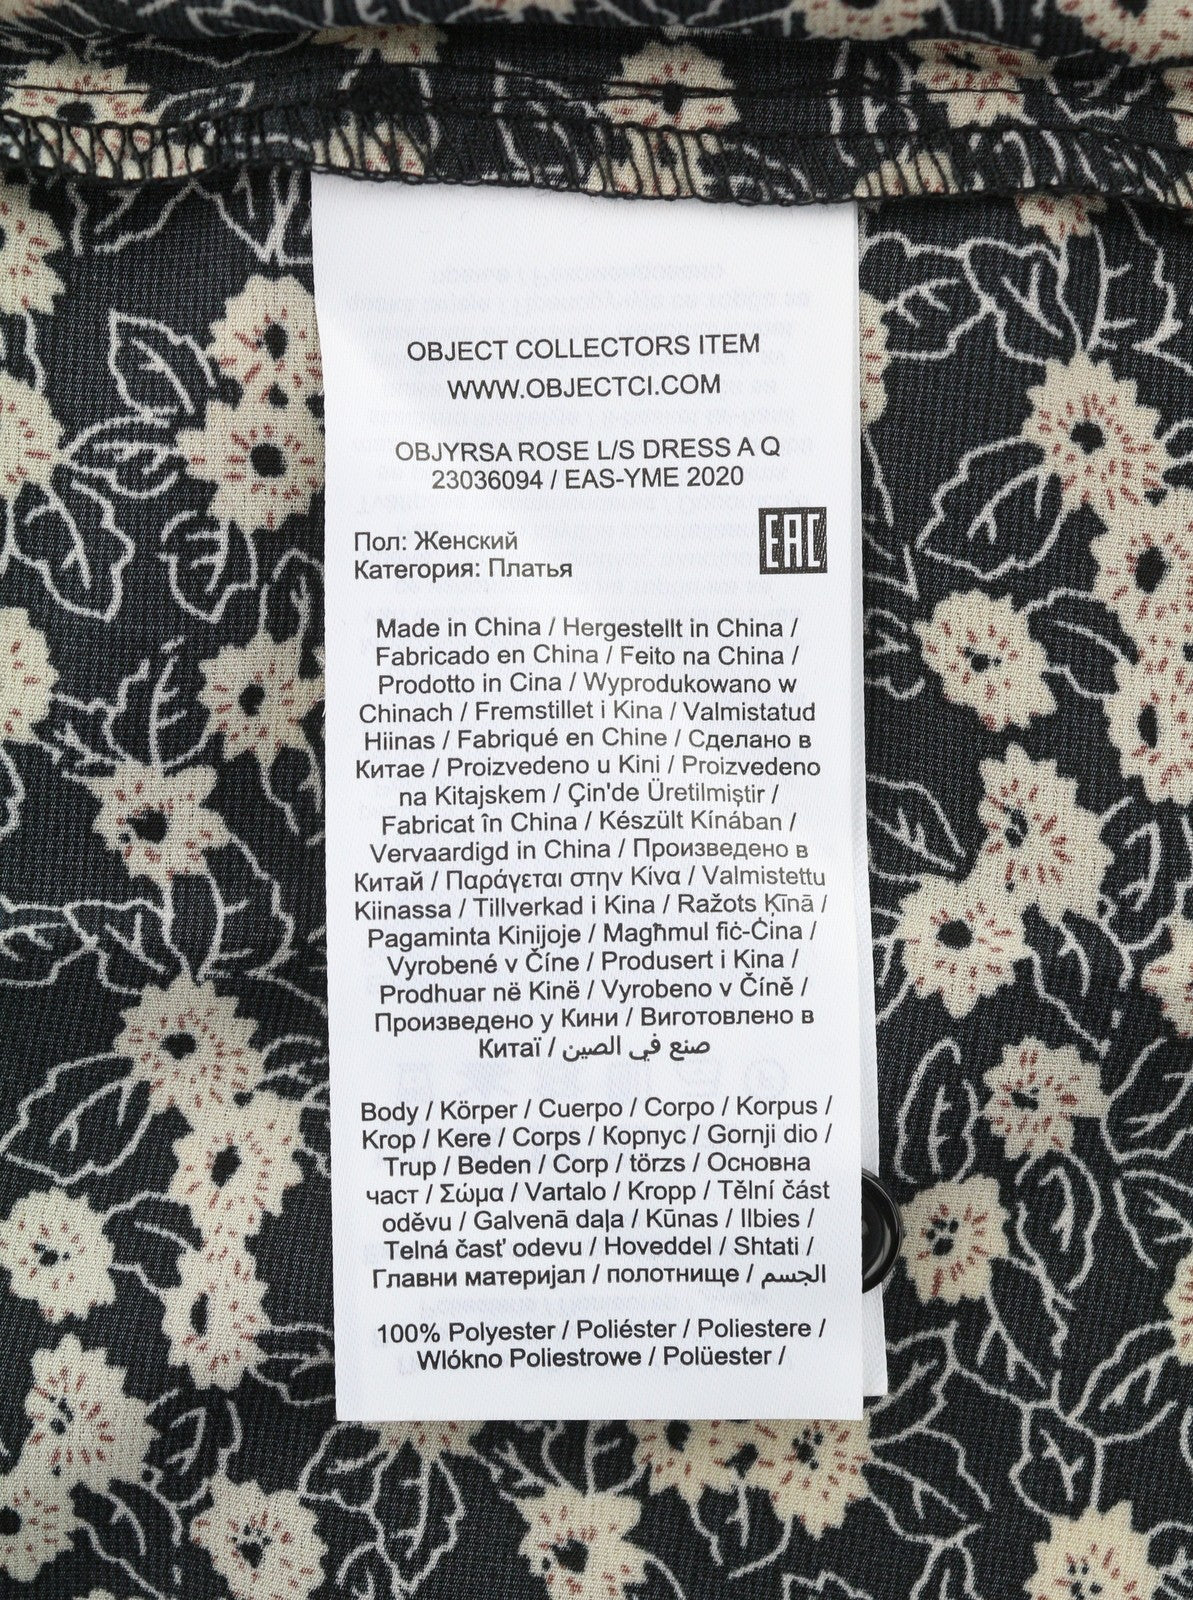 OBJECT COLLECTORS ITEM
WWW.OBJECTCI.COM
OBJYRSA ROSE L/S DRESS A Q
23036094 / EAS-YME 2020
Пол: Женский
Категория: Платья
EAC
Made in China / Hergestellt in China /
Fabricado en China / Feito na China /
Prodotto in Cina / Wyprodukowano w
Chinach / Fremstillet i Kina / Valmistatud
Hiinas / Fabriqué en Chine / Сделано в
Китае / Proizvedeno u Kini / Proizvedeno
na Kitajskem / Çin'de Üretilmiştir /
Fabricat în China / Készült Kínában /
Vervaardigd in China / Произведено в
Китай / Παράγεται στην Κίνα / Valmistettu
Kiinassa / Tillverkad i Kina / Ražots Ķīnā /
Pagaminta Kinijoje / Magħmul fiċ-Ċina /
Vyrobené v Číne / Produsert i Kina /
Prodhuar në Kinë / Vyrobeno v Číně /
Произведено у Кини / Виготовлено в
Китаї / صنع في الصين
Body / Körper / Cuerpo / Corpo / Korpus /
Krop / Kere / Corps / Корпус / Gornji dio /
Trup / Beden / Corp / törzs / Основна
част / Σώμα / Vartalo / Kropp / Tělní část
oděvu / Galvenā daļa / Kūnas / Ilbies /
Telná časť odevu / Hoveddel / Shtati /
Главни материјал / полотнище / الجسم
100% Polyester / Poliéster / Poliestere /
Wlókno Poliestrowe / Polüester /